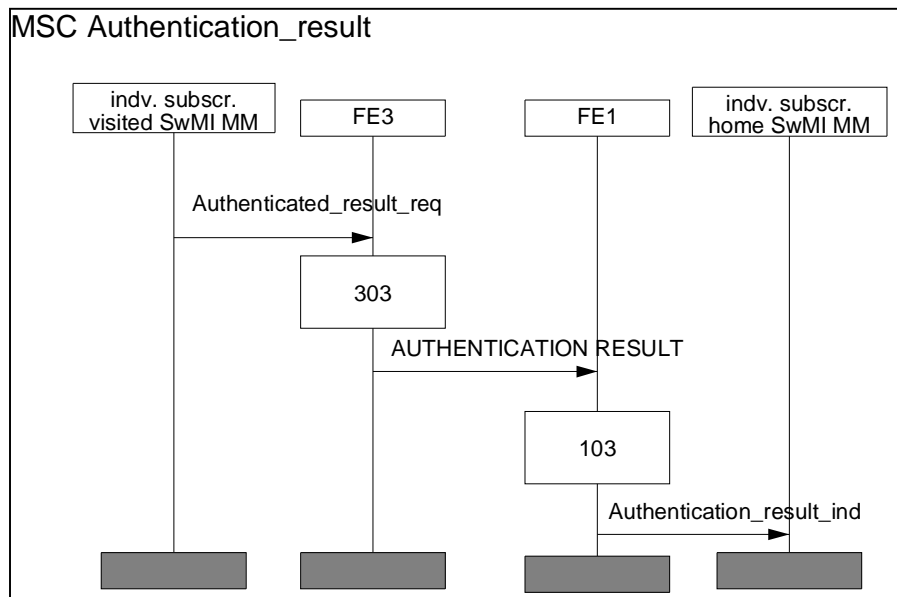 MSC Authentication_result
indv. subscr.
visited SwMI MM
FE3
FE1
indv. subscr.
home SwMI MM
Authenticated_result_req
303
AUTHENTICATION RESULT
103
Authentication_result_ind